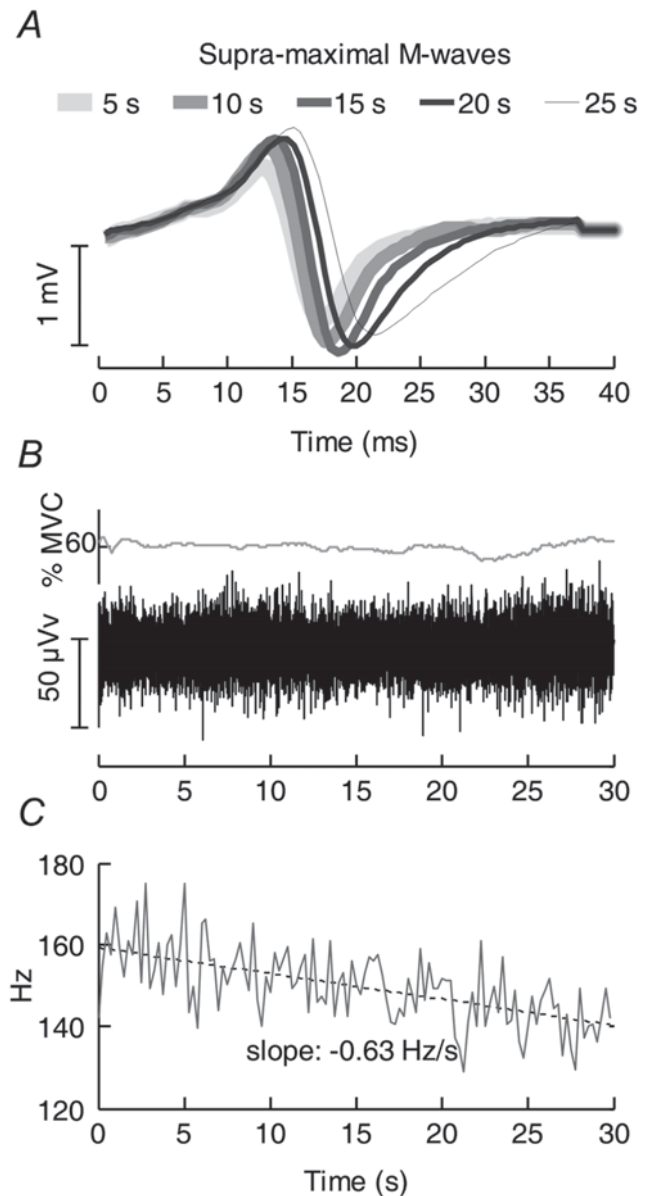 A
Supra-maximal M-waves
5 s 10 s 15 s 20 s 25 s
1 mV
0 5 10 15 20 25 30 35 40
Time (ms)
B
% MVC
60
50 µVv
0 5 10 15 20 25 30
C
180
160
140
120
Hz
slope: -0.63 Hz/s
0 5 10 15 20 25 30
Time (s)